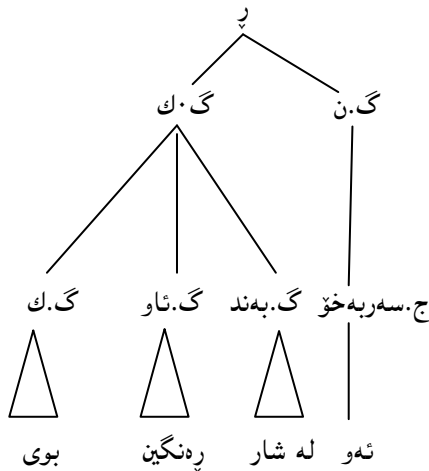 ڕ
گ.ن گ.ك
ج.سەربەخۆ گ.بەند گ.ئاو گ.ك
ئەو لە شار ڕەنگین بوی